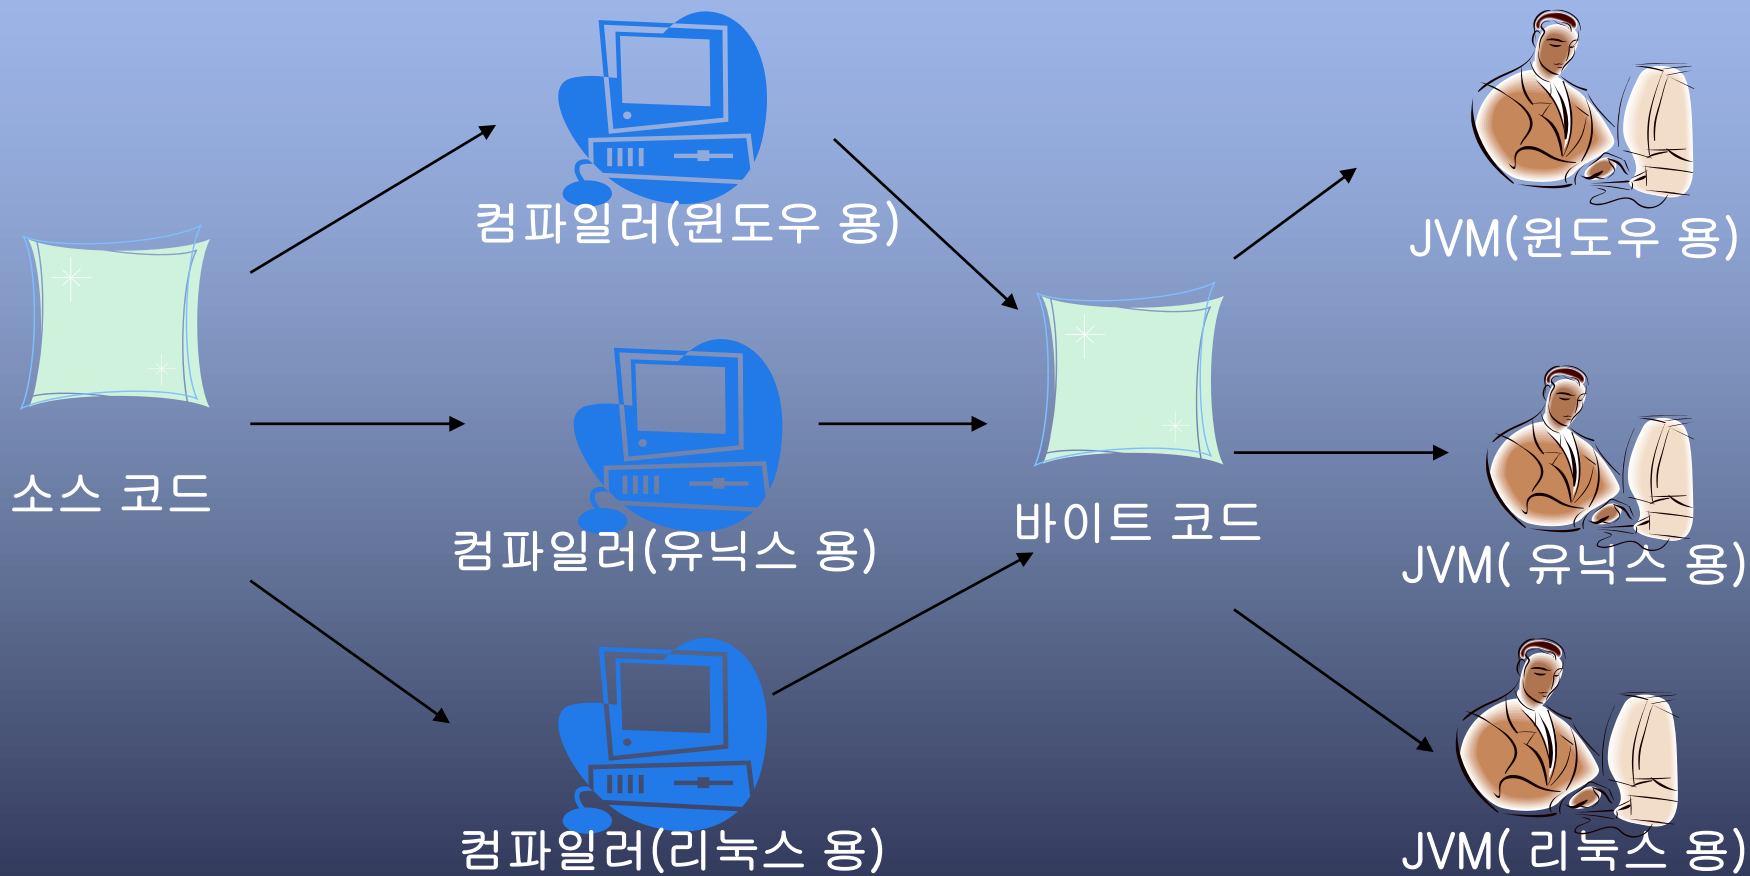 컴파일러(윈도우 용)
JVM(윈도우 용)
소스 코드
바이트 코드
컴파일러(유닉스 용)
JVM( 유닉스 용)
컴파일러(리눅스 용)
JVM( 리눅스 용)